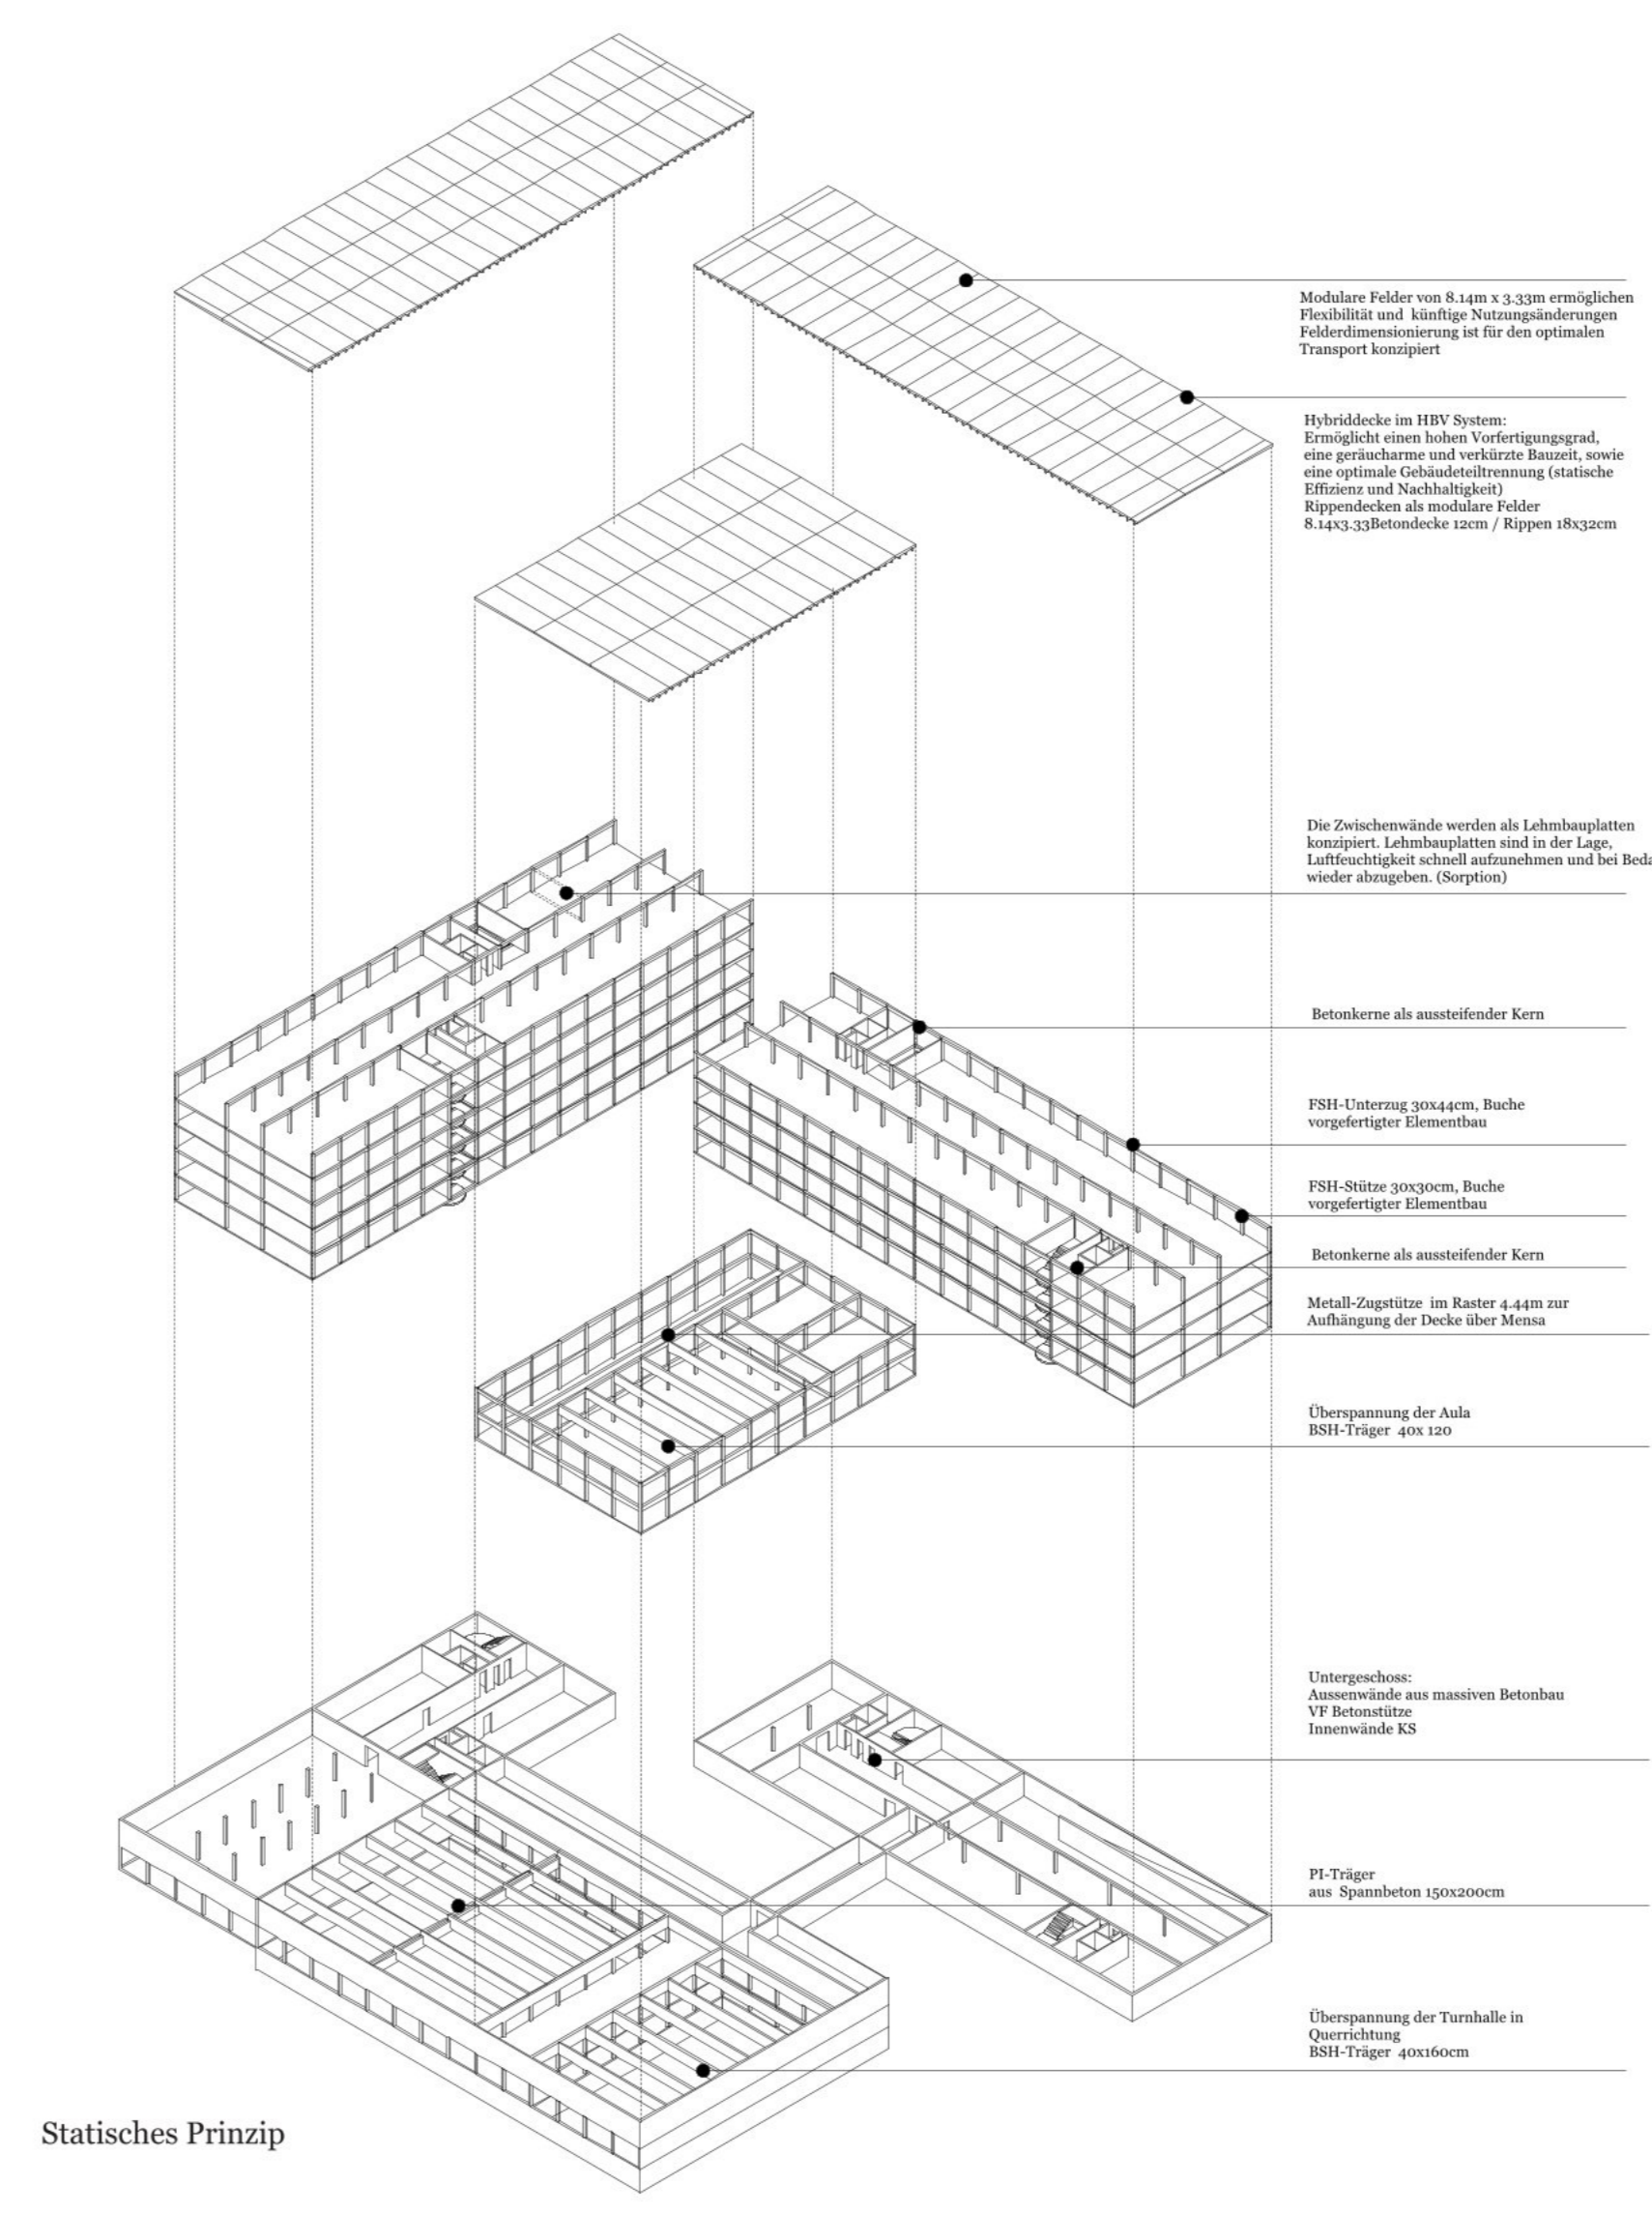 Modulare Felder von 8.14m x 3.33m ermöglichen
Flexibilität und künftige Nutzungsänderungen
Felderdimensionierung ist für den optimalen
Transport konzipiert
Hybriddecke im HBV System:
Ermöglicht einen hohen Vorfertigungsgrad,
eine geräucharme und verkürzte Bauzeit, sowie
eine optimale Gebäudeteiltrennung (statische
Effizienz und Nachhaltigkeit)
Rippendecken als modulare Felder
8.14x3.33Betondecke 12cm / Rippen 18x32cm
Die Zwischenwände werden als Lehmbauplatten
konzipiert. Lehmbauplatten sind in der Lage,
Luftfeuchtigkeit schnell aufzunehmen und bei Beda
wieder abzugeben. (Sorption)
Betonkerne als aussteifender Kern
FSH-Unterzug 30x44cm, Buche
vorgefertigter Elementbau
FSH-Stütze 30x30cm, Buche
vorgefertigter Elementbau
Betonkerne als aussteifender Kern
Metall-Zugstütze im Raster 4.44m zur
Aufhängung der Decke über Mensa
Überspannung der Aula
BSH-Träger 40x 120
Untergeschoss:
Aussenwände aus massiven Betonbau
VF Betonstütze
Innenwände KS
PI-Träger
aus Spannbeton 150x200cm
Überspannung der Turnhalle in
Querrichtung
BSH-Träger 40x160cm
Statisches Prinzip